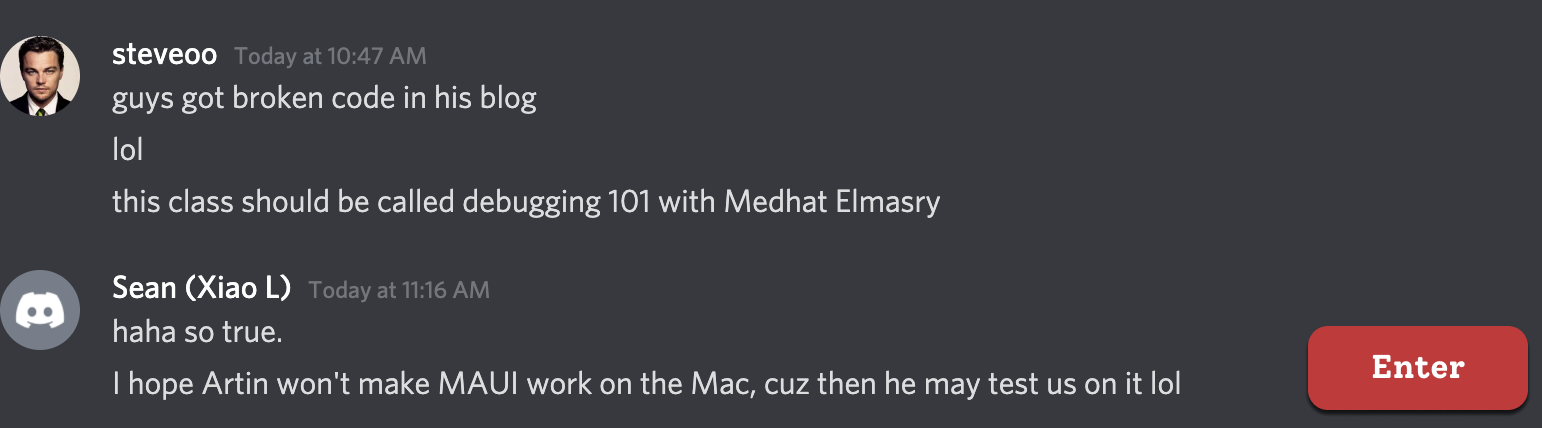 steveoo Today at 10:47 AM
guys got broken code in his blog
lol
this class should be called debugging 101 with Medhat Elmasry
Sean (Xiao L) Today at 11:16 AM
haha so true.
I hope Artin won't make MAUI work on the Mac, cuz then he may test us on it lol
Enter